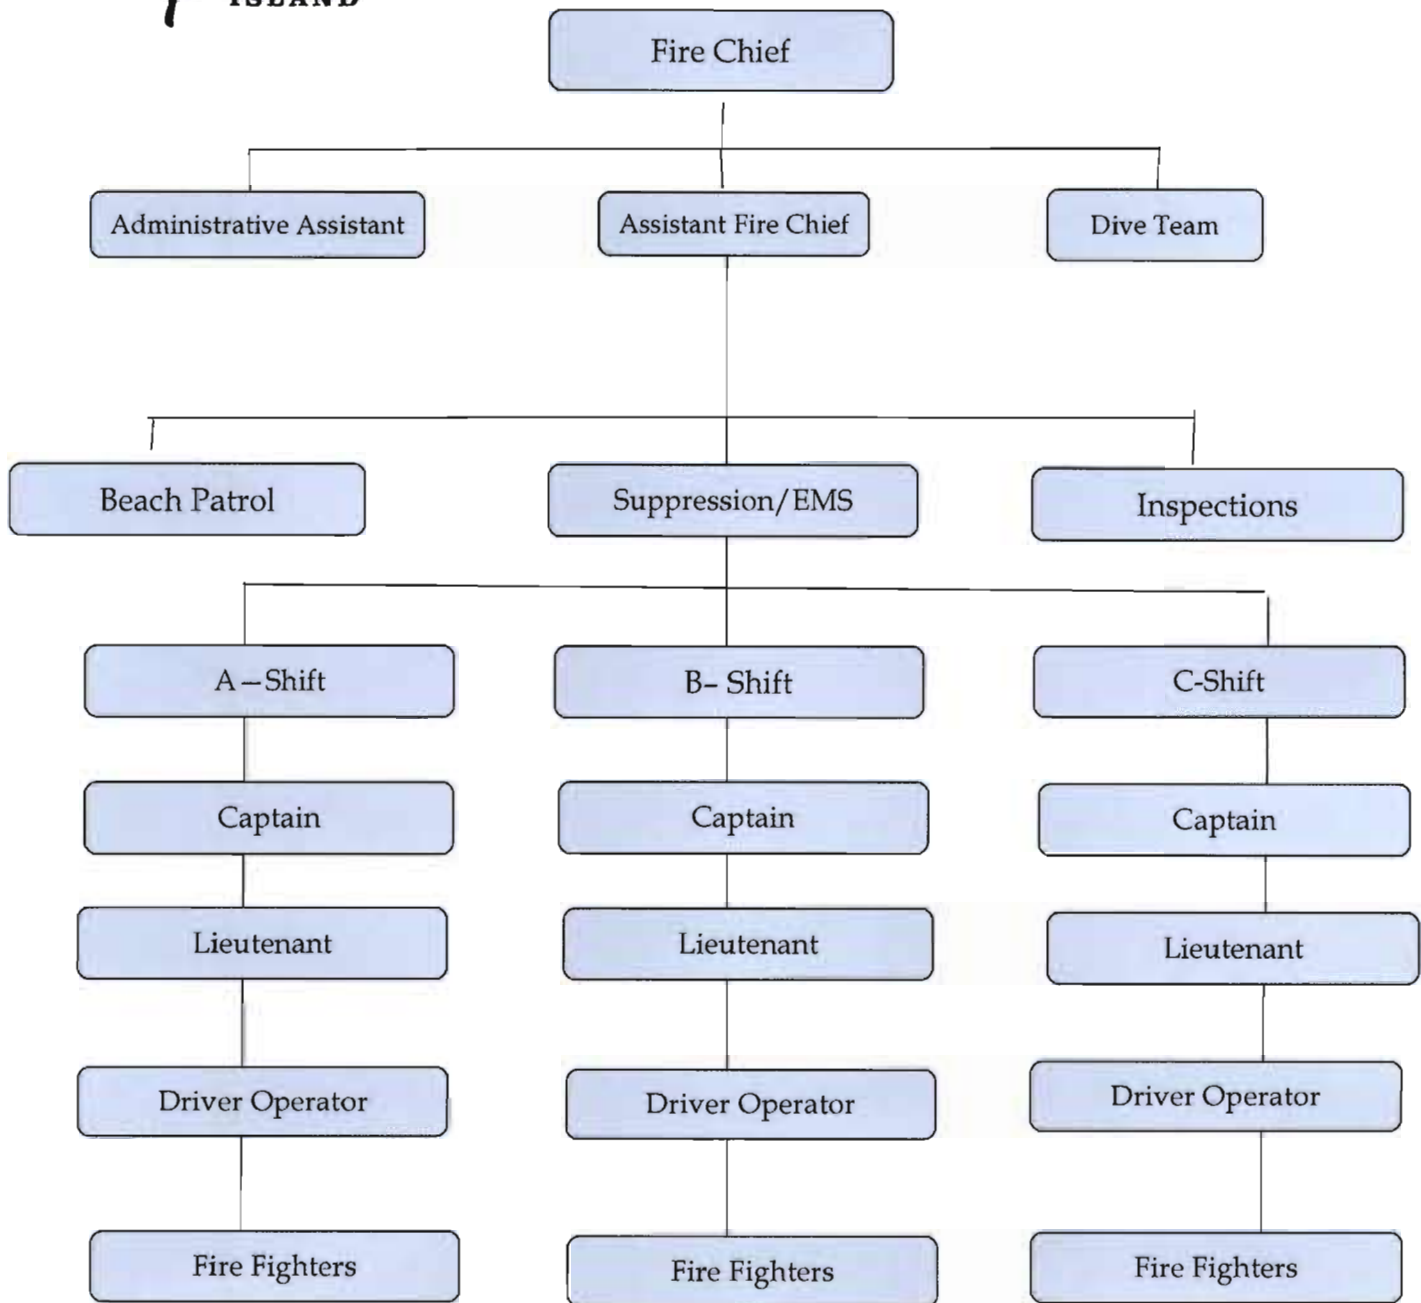 ISLAND
Fire Chief
Administrative Assistant
Assistant Fire Chief
Dive Team
Beach Patrol
Suppression/EMS
Inspections
A—Shift
B– Shift
C-Shift
Captain
Captain
Captain
Lieutenant
Lieutenant
Lieutenant
Driver Operator
Driver Operator
Driver Operator
Fire Fighters
Fire Fighters
Fire Fighters